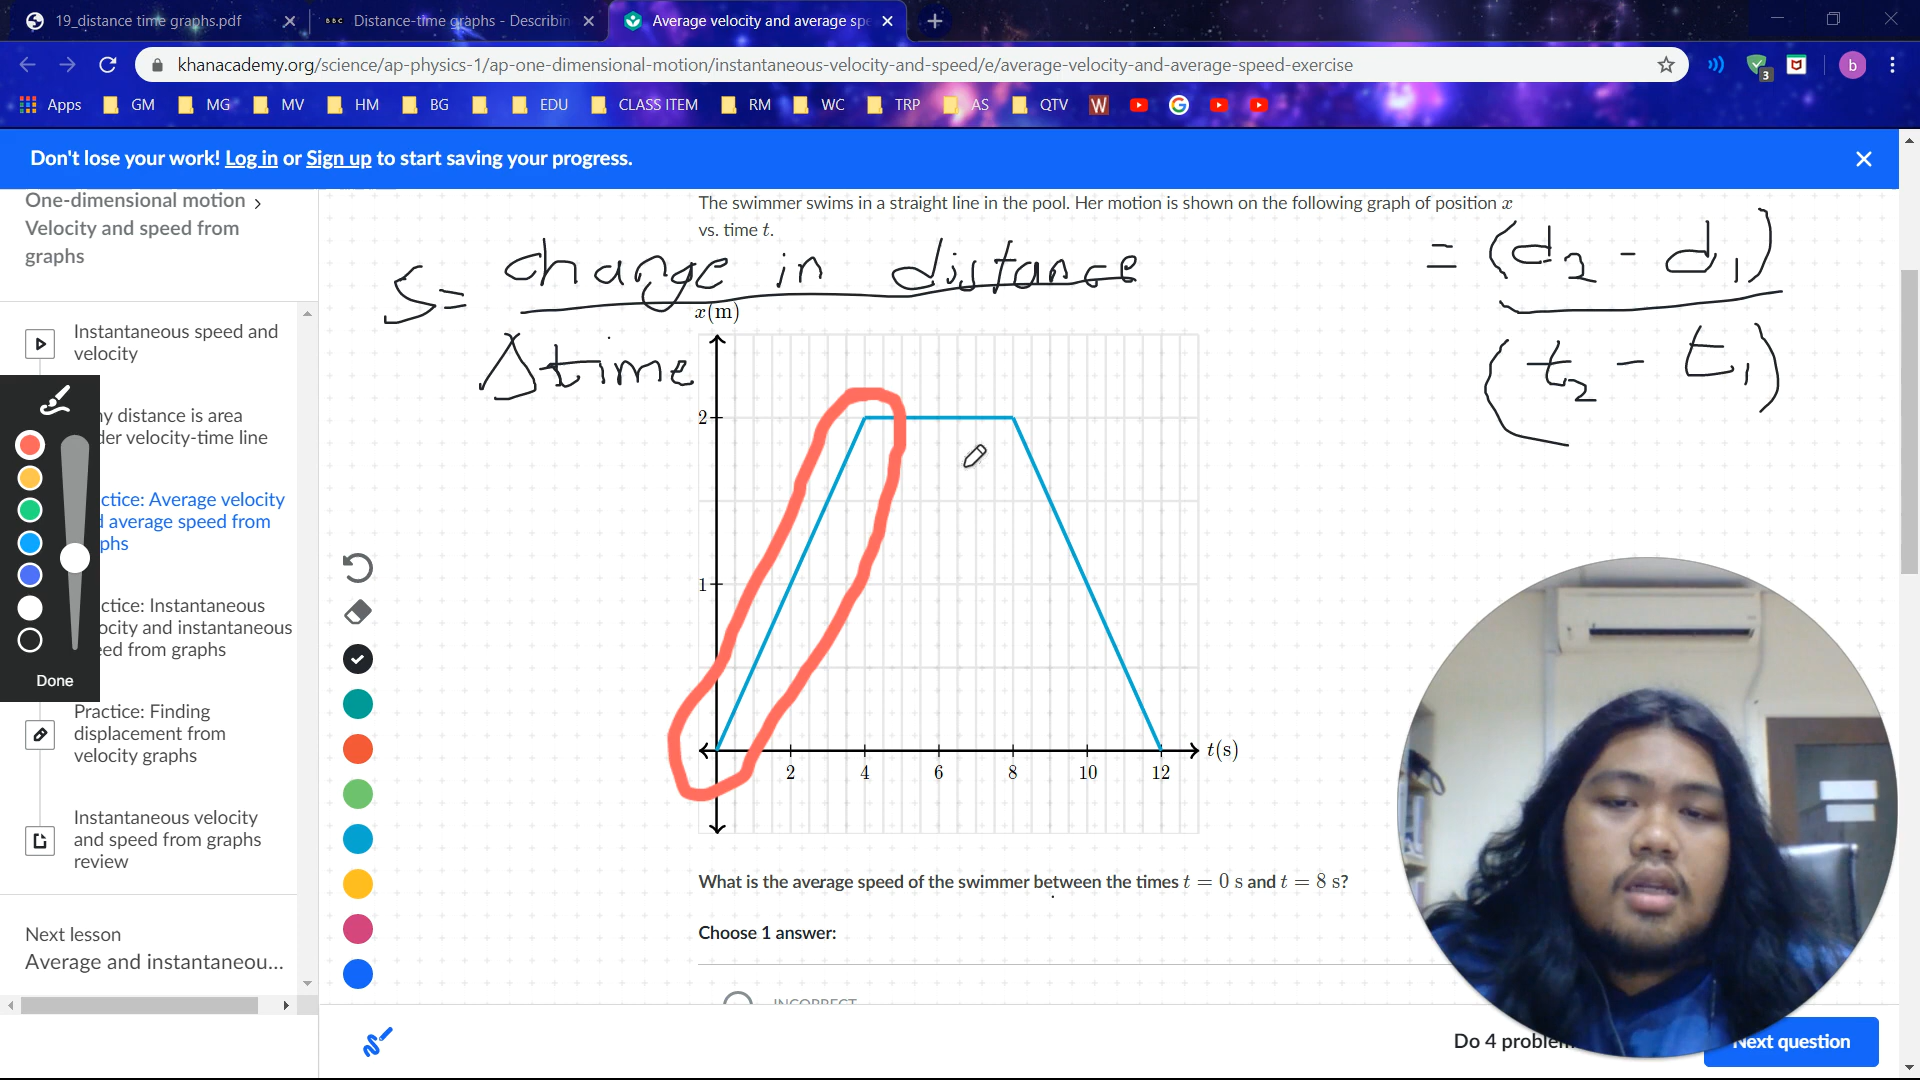 19_distance time graphs.pdf
BBC Distance-time graphs - Describin
Average velocity and average spe
khanacademy.org/science/ap-physics-1/ap-one-dimensional-motion/instantaneous-velocity-and-speed/e/average-velocity-and-average-speed-exercise
3
b
Apps GM MG MV HM BG EDU CLASS ITEM RM WC TRP AS QTV W G
Don't lose your work! Log in or Sign up to start saving your progress.
One-dimensional motion >
Velocity and speed from
graphs
Instantaneous speed and
velocity
y distance is area
der velocity-time line
ctice: Average velocity
d average speed from
phs
ctice: Instantaneous
ocity and instantaneous
eed from graphs
Done
Practice: Finding
displacement from
velocity graphs
Instantaneous velocity
and speed from graphs
review
Next lesson
Average and instantaneou...
The swimmer swims in a straight line in the pool. Her motion is shown on the following graph of position x
vs. time t.
S= change in distance
Δtime
= (d2 - d1)
(t2 - t1)
x(m)
2
1
t(s)
2 4 6 8 10 12
What is the average speed of the swimmer between the times t = 0 s and t = 8 s?
Choose 1 answer:
INCORRECT
Do 4 problem
Next question